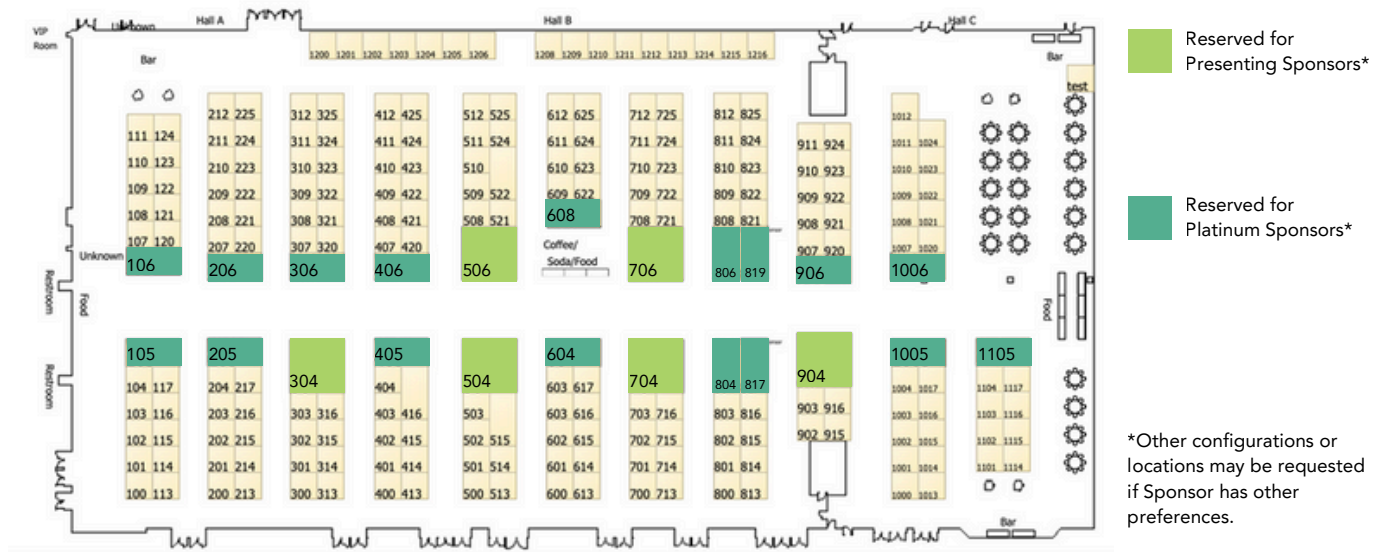 Hall A
Hall B
Hall C
VIP
Room
Unknown
Bar
1200 1201 1202 1203 1204 1205 1206
1208 1209 1210 1211 1212 1213 1214 1215 1216
Bar
test
212 225 312 325 412 425 512 525 612 625 712 725 812 825 1012
111 124 211 224 311 324 411 424 511 524 611 624 711 724 811 824 911 924 1011 1024
110 123 210 223 310 323 410 423 510 610 623 710 723 810 823 910 923 1010 1023
109 122 209 222 309 322 409 422 509 522 609 622 709 722 809 822 909 922 1009 1022
108 121 208 221 308 321 408 421 508 521 608 708 721 808 821 908 921 1008 1021
107 120 207 220 307 320 407 420 907 920 1007 1020
Coffee/
Soda/Food
Unknown
106 206 306 406 506 706 806 819 906 1006
Restroom
Food
Food
105 205 304 405 504 604 704 804 817 904 1005 1105
Restroom
104 117 204 217 404 603 617 1004 1017 1104 1117
103 116 203 216 303 316 403 416 503 603 616 703 716 803 816 903 916 1003 1016 1103 1116
102 115 202 215 302 315 402 415 502 515 602 615 702 715 802 815 902 915 1002 1015 1102 1115
101 114 201 214 301 314 401 414 501 514 601 614 701 714 801 814 1001 1014 1101 1114
100 113 200 213 300 313 400 413 500 513 600 613 700 713 800 813 1000 1013
Bar
Reserved for
Presenting Sponsors*
Reserved for
Platinum Sponsors*
*Other configurations or
locations may be requested
if Sponsor has other
preferences.